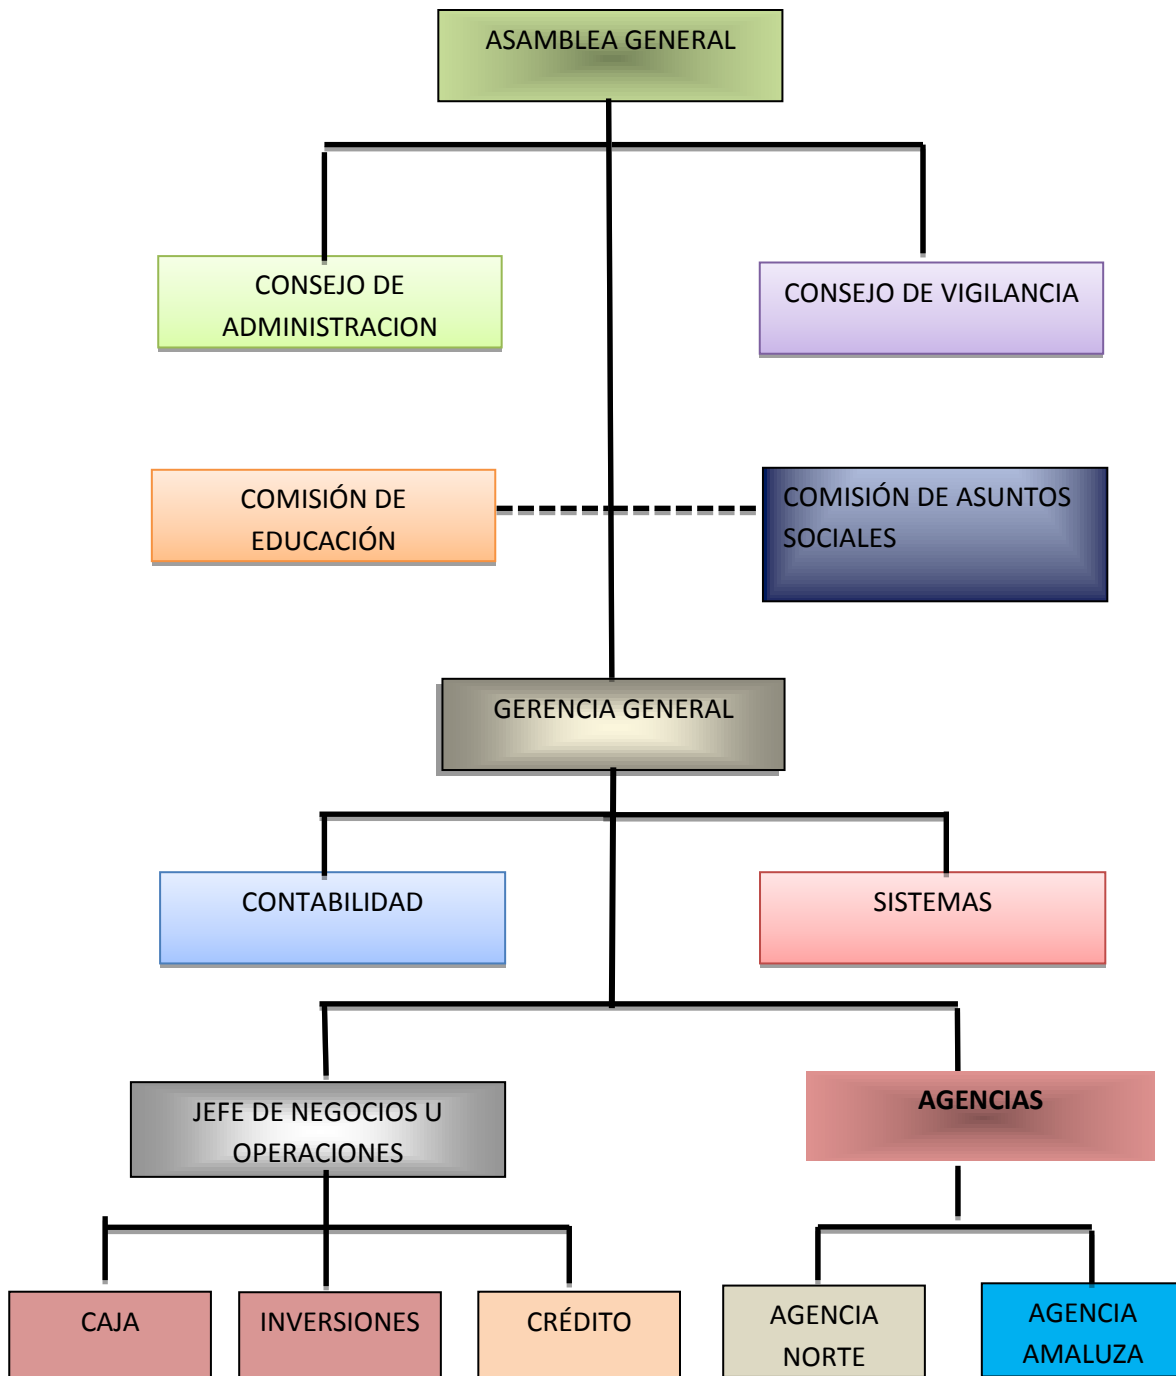 ASAMBLEA GENERAL
CONSEJO DE
ADMINISTRACION
CONSEJO DE VIGILANCIA
COMISIÓN DE
EDUCACIÓN
COMISIÓN DE ASUNTOS
SOCIALES
GERENCIA GENERAL
CONTABILIDAD
SISTEMAS
JEFE DE NEGOCIOS U
OPERACIONES
AGENCIAS
CAJA
INVERSIONES
CRÉDITO
AGENCIA
NORTE
AGENCIA
AMALUZA